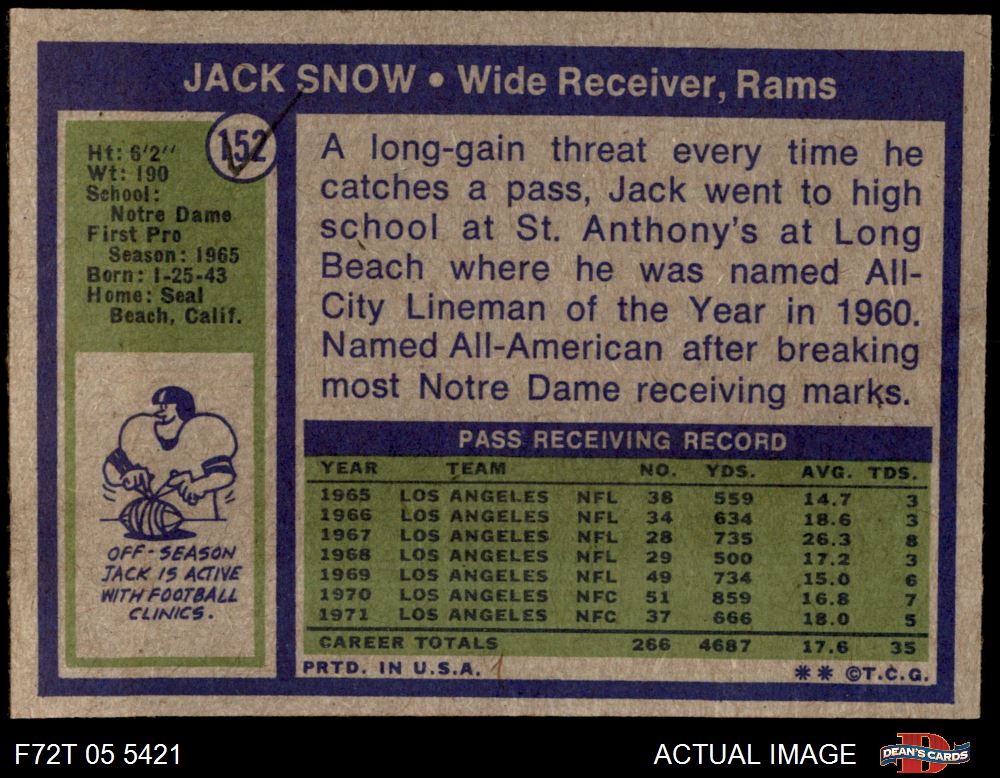 JACK SNOW • Wide Receiver, Rams
152
Ht: 6'2''
Wt: 190
School:
Notre Dame
First Pro
Season: 1965
Born: 1-25-43
Home: Seal
Beach, Calif.
OFF-SEASON
JACK IS ACTIVE
WITH FOOTBALL
CLINICS.
A long-gain threat every time he
catches a pass, Jack went to high
school at St. Anthony's at Long
Beach where he was named All-
City Lineman of the Year in 1960.
Named All-American after breaking
most Notre Dame receiving marks.
PASS RECEIVING RECORD
YEAR TEAM NO. YDS. AVG. TDS.
1965 LOS ANGELES NFL 38 559 14.7 3
1966 LOS ANGELES NFL 34 634 18.6 3
1967 LOS ANGELES NFL 28 735 26.3 8
1968 LOS ANGELES NFL 29 500 17.2 3
1969 LOS ANGELES NFL 49 734 15.0 6
1970 LOS ANGELES NFC 51 859 16.8 7
1971 LOS ANGELES NFC 37 666 18.0 5
CAREER TOTALS 266 4687 17.6 35
PRTD. IN U.S.A. 1 ** ©T.C.G.
F72T 05 5421 ACTUAL IMAGE DEAN'S CARDS